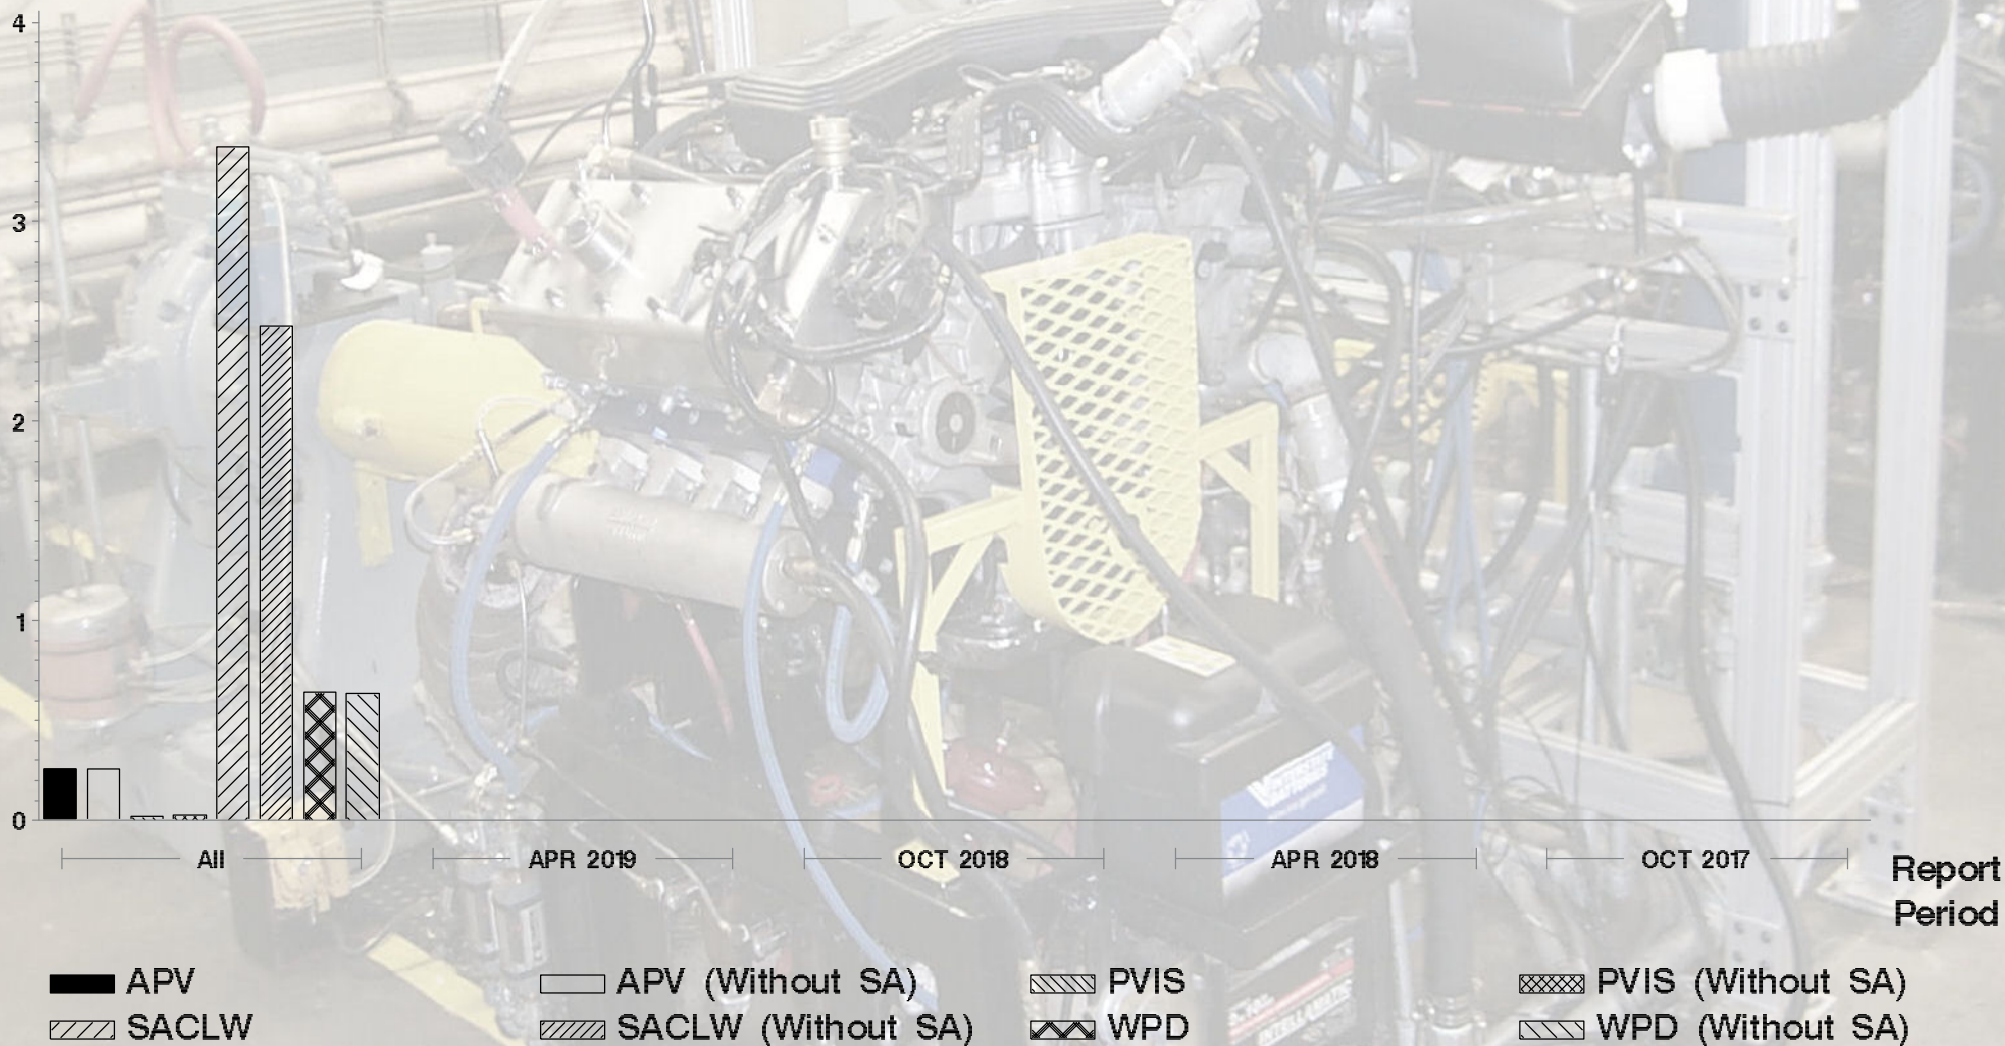 4
3
2
1
0
All APR 2019 OCT 2018 APR 2018 OCT 2017
Report
Period
APV APV (Without SA) PVIS PVIS (Without SA)
SACLW SACLW (Without SA) WPD WPD (Without SA)